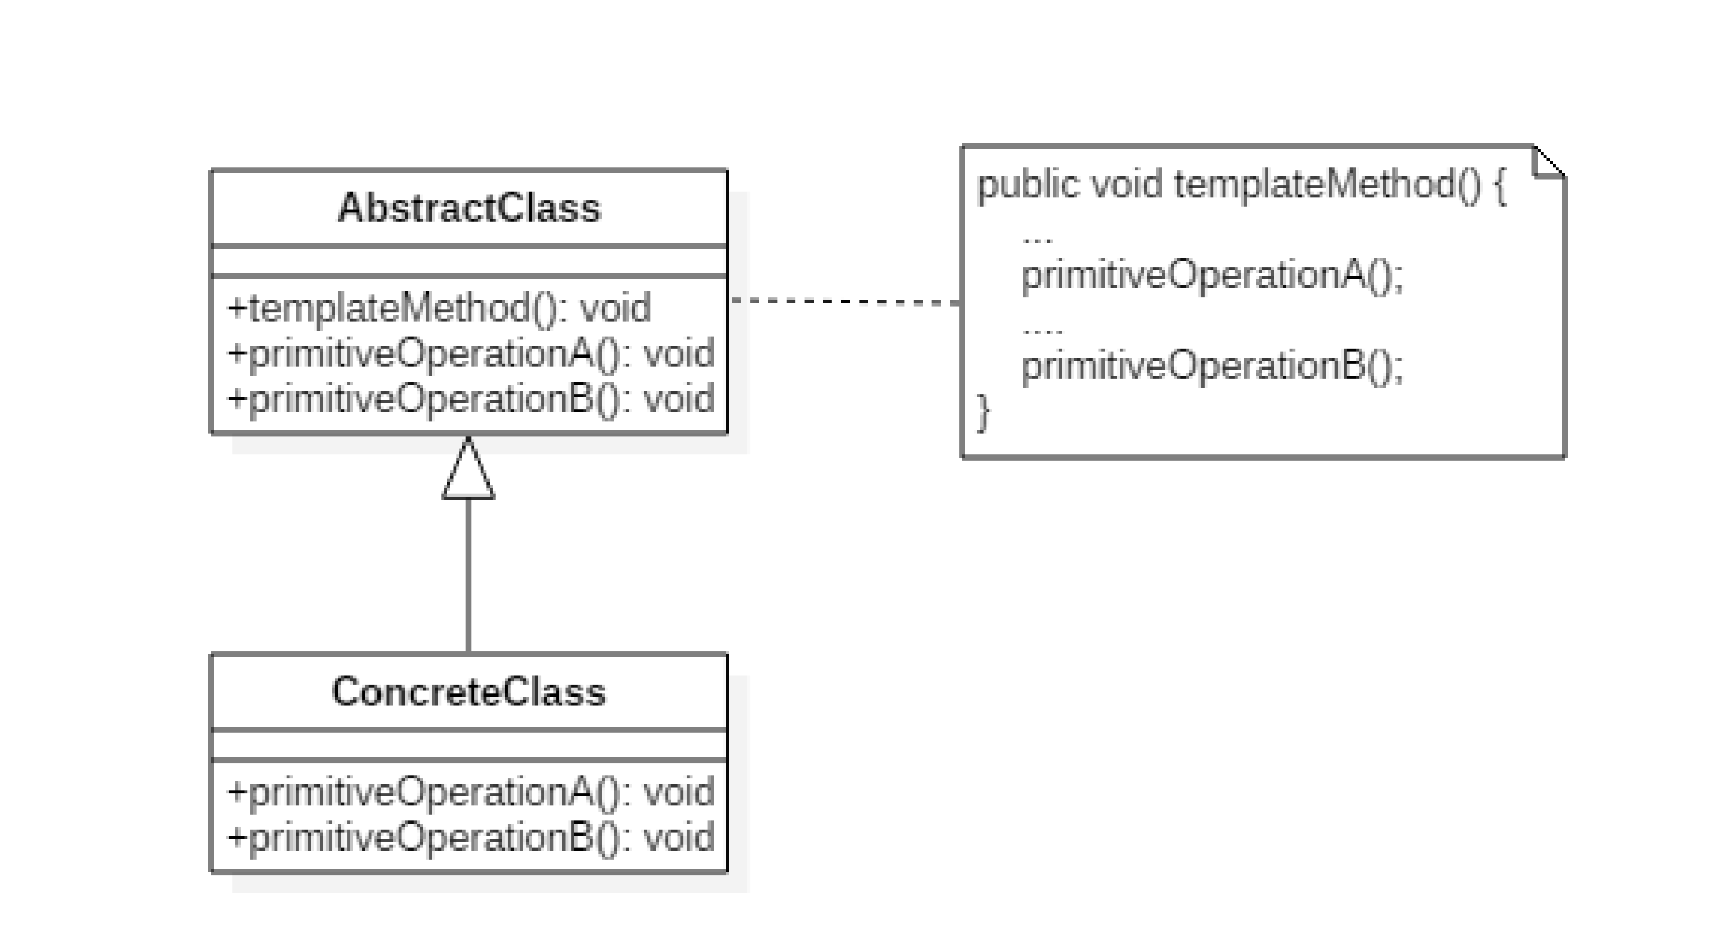 AbstractClass
+templateMethod(): void
+primitiveOperationA(): void
+primitiveOperationB(): void
public void templateMethod() {
...
primitiveOperationA();
....
primitiveOperationB();
}
ConcreteClass
+primitiveOperationA(): void
+primitiveOperationB(): void